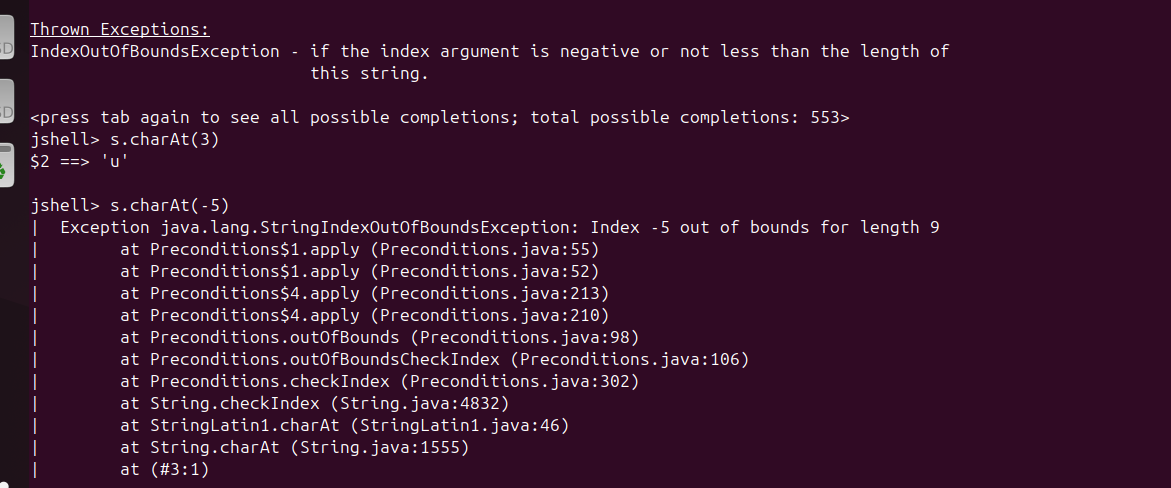 Thrown Exceptions:
IndexOutOfBoundsException - if the index argument is negative or not less than the length of
this string.
<press tab again to see all possible completions; total possible completions: 553>
jshell> s.charAt(3)
$2 ==> 'u'
jshell> s.charAt(-5)
|  Exception java.lang.StringIndexOutOfBoundsException: Index -5 out of bounds for length 9
|        at Preconditions$1.apply (Preconditions.java:55)
|        at Preconditions$1.apply (Preconditions.java:52)
|        at Preconditions$4.apply (Preconditions.java:213)
|        at Preconditions$4.apply (Preconditions.java:210)
|        at Preconditions.outOfBounds (Preconditions.java:98)
|        at Preconditions.outOfBoundsCheckIndex (Preconditions.java:106)
|        at Preconditions.checkIndex (Preconditions.java:302)
|        at String.checkIndex (String.java:4832)
|        at StringLatin1.charAt (StringLatin1.java:46)
|        at String.charAt (String.java:1555)
|        at (#3:1)